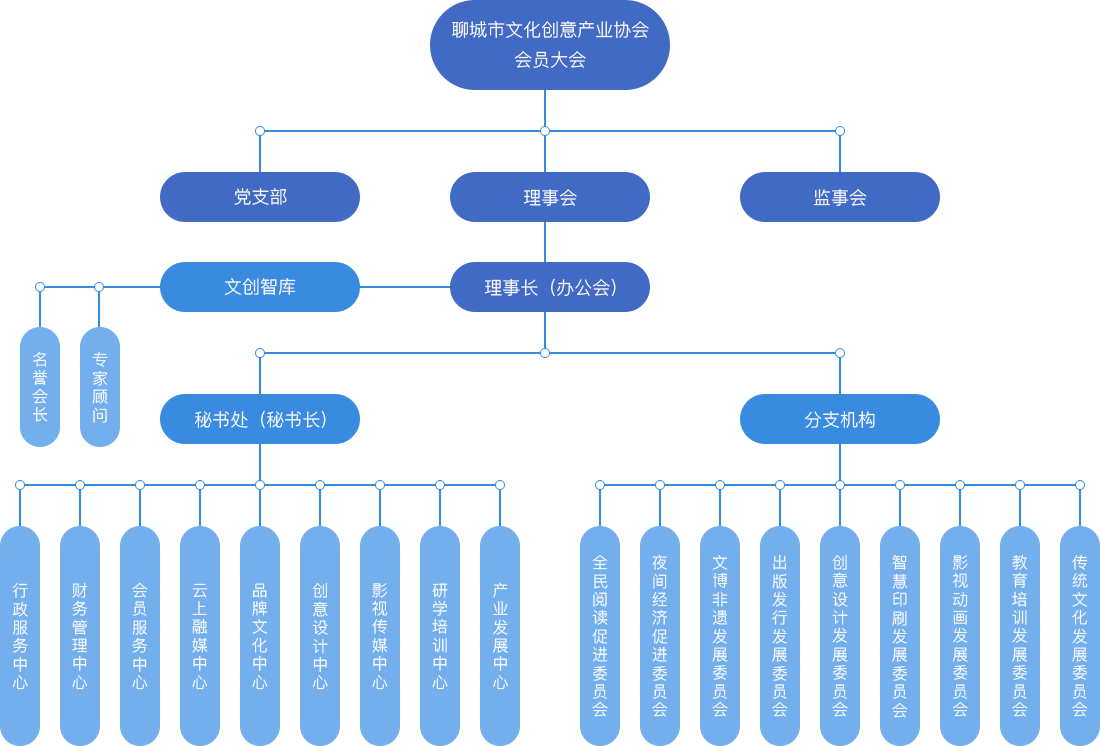 聊城市文化创意产业协会
会员大会
党支部
理事会
监事会
文创智库
理事长（办公会）
名誉会长
专家顾问
秘书处（秘书长）
分支机构
行政服务中心
财务管理中心
会员服务中心
云上融媒中心
品牌文化中心
创意设计中心
影视传媒中心
研学培训中心
产业发展中心
全民阅读促进委员会
夜间经济促进委员会
文博非遗发展委员会
出版发行发展委员会
创意设计发展委员会
智慧印刷发展委员会
影视动画发展委员会
教育培训发展委员会
传统文化发展委员会